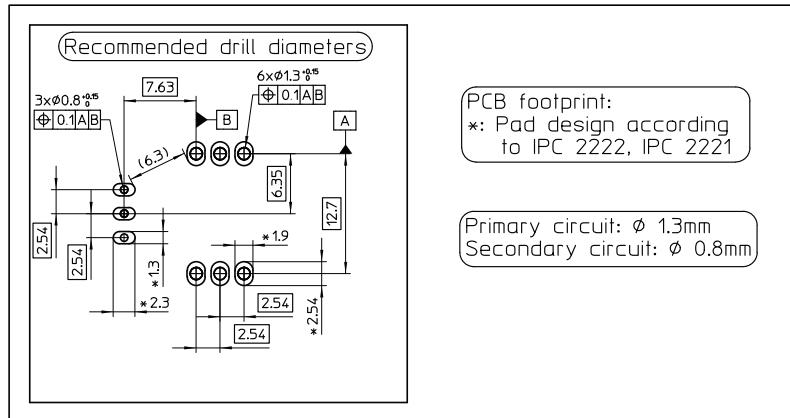 Recommended drill diameters
7.63
3xØ0.8 +0.15 0
⌖ 0.1 A B
6xØ1.3 +0.15 0
⌖ 0.1 A B
B
A
(6.3)
6.35
12.7
2.54
2.54
*1.3
*2.3
*1.9
2.54
2.54
*2.54
PCB footprint:
*: Pad design according
to IPC 2222, IPC 2221
Primary circuit: Ø 1.3mm
Secondary circuit: Ø 0.8mm